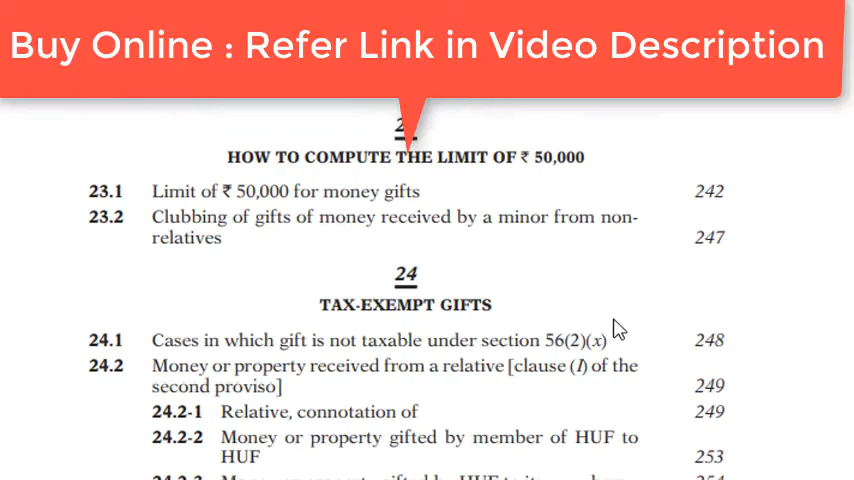 Buy Online : Refer Link in Video Description
HOW TO COMPUTE THE LIMIT OF ₹ 50,000
23.1 Limit of ₹ 50,000 for money gifts 242
23.2 Clubbing of gifts of money received by a minor from non-
relatives 247
24
TAX-EXEMPT GIFTS
24.1 Cases in which gift is not taxable under section 56(2)(x) 248
24.2 Money or property received from a relative [clause (I) of the
second proviso] 249
24.2-1 Relative, connotation of 249
24.2-2 Money or property gifted by member of HUF to
HUF 253